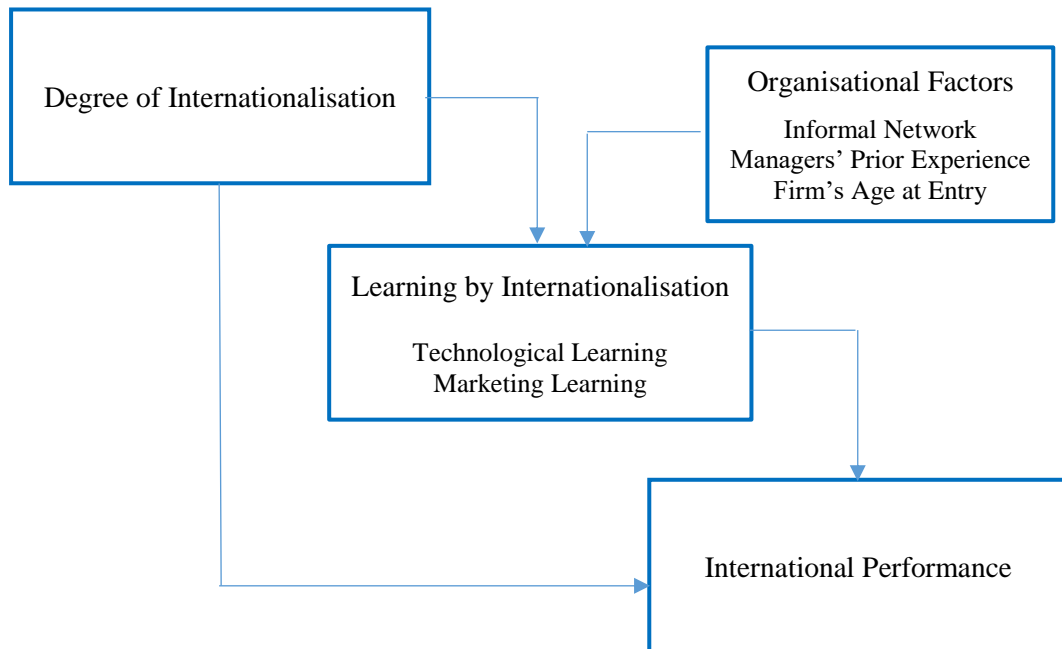 Degree of Internationalisation
Organisational Factors
Informal Network
Managers’ Prior Experience
Firm’s Age at Entry
Learning by Internationalisation
Technological Learning
Marketing Learning
International Performance